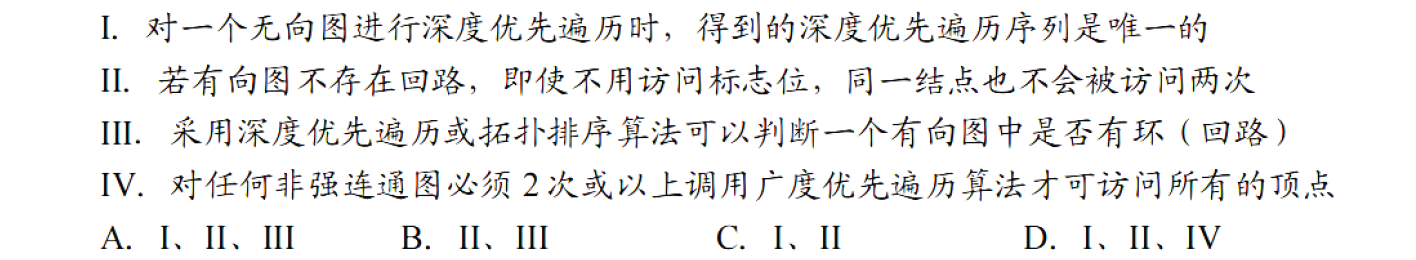 I. 对一个无向图进行深度优先遍历时，得到的深度优先遍历序列是唯一的
II. 若有向图不存在回路，即使不用访问标志位，同一结点也不会被访问两次
III. 采用深度优先遍历或拓扑排序算法可以判断一个有向图中是否有环（回路）
IV. 对任何非强连通图必须 2 次或以上调用广度优先遍历算法才可访问所有的顶点
A. I、II、III B. II、III C. I、II D. I、II、IV